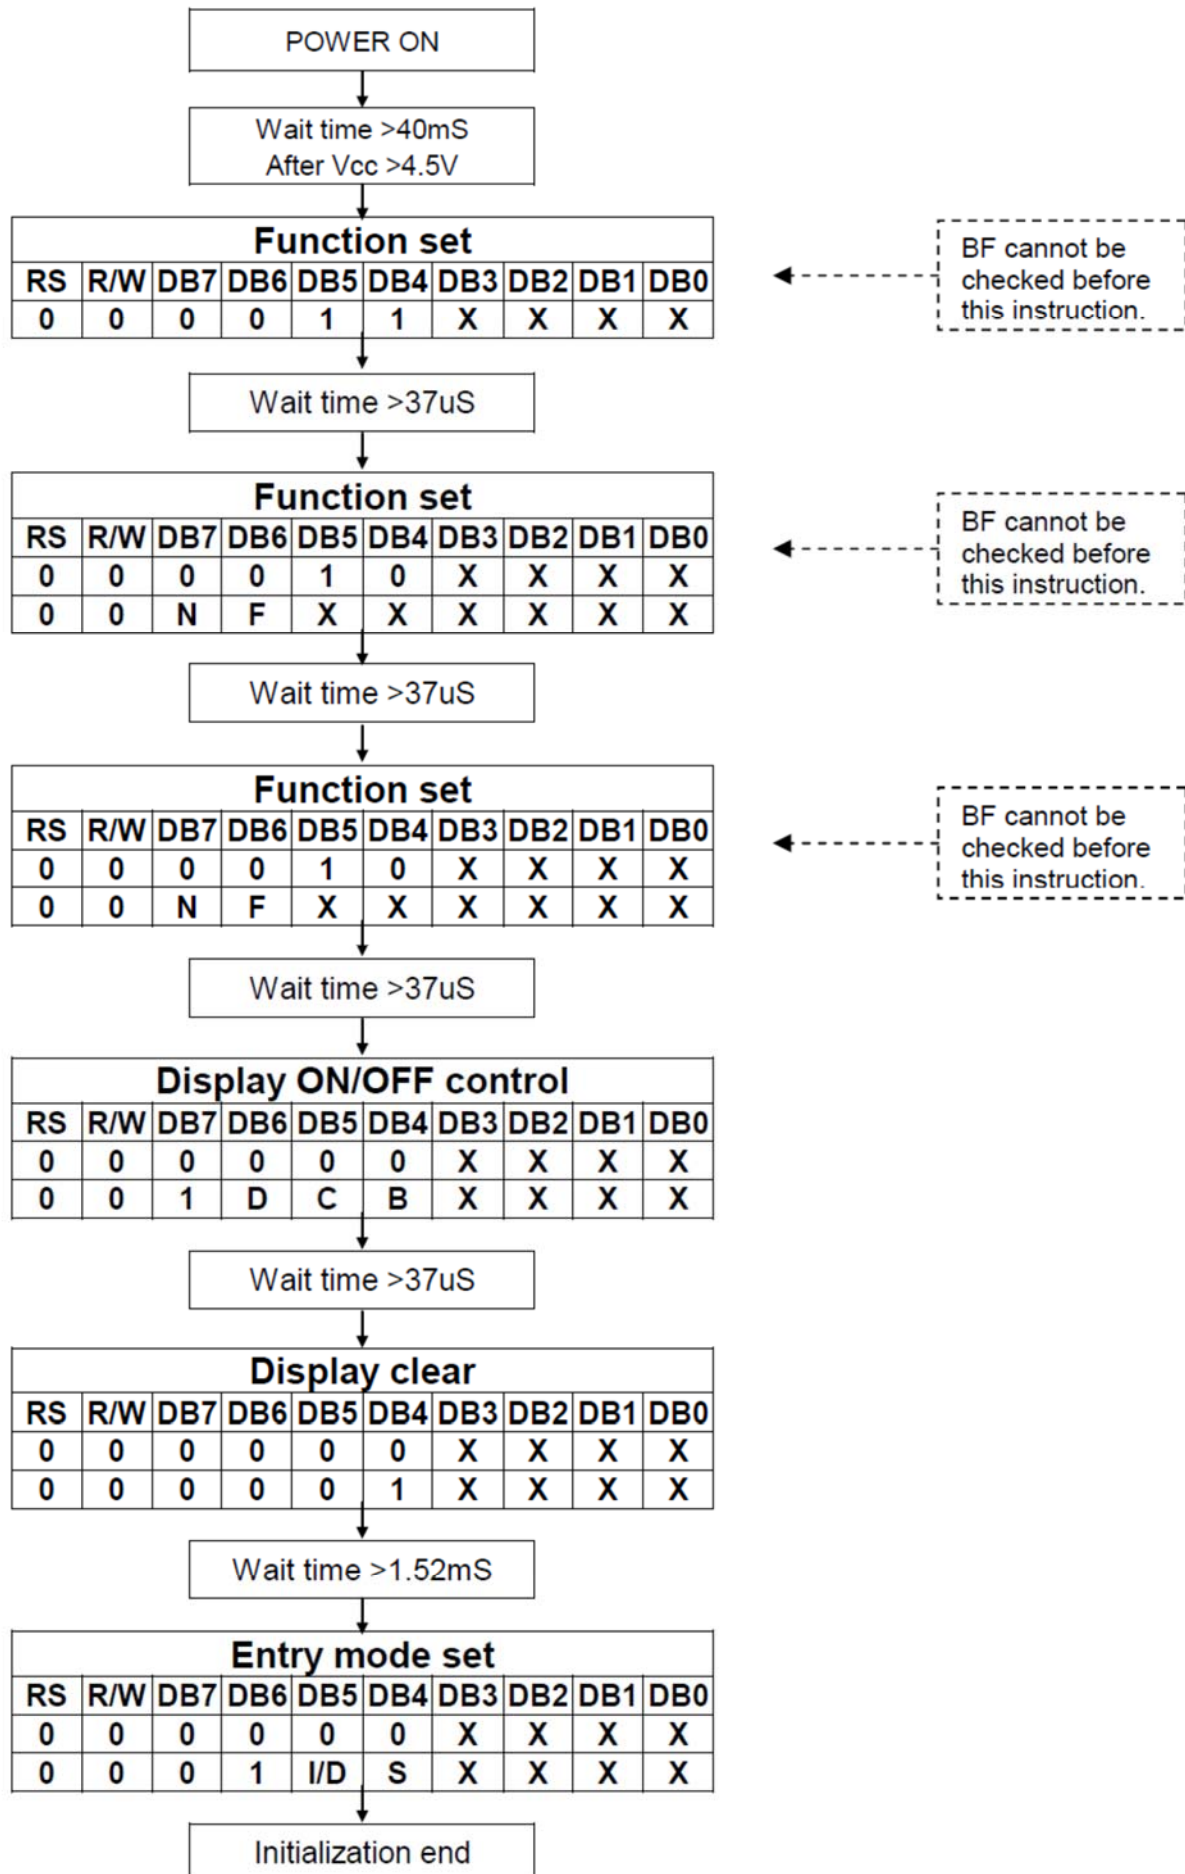 POWER ON
Wait time >40mS
After Vcc >4.5V
Function set
RS R/W DB7 DB6 DB5 DB4 DB3 DB2 DB1 DB0
0 0 0 0 1 1 X X X X
BF cannot be
checked before
this instruction.
Wait time >37uS
Function set
RS R/W DB7 DB6 DB5 DB4 DB3 DB2 DB1 DB0
0 0 0 0 1 0 X X X X
0 0 N F X X X X X X
BF cannot be
checked before
this instruction.
Wait time >37uS
Function set
RS R/W DB7 DB6 DB5 DB4 DB3 DB2 DB1 DB0
0 0 0 0 1 0 X X X X
0 0 N F X X X X X X
BF cannot be
checked before
this instruction.
Wait time >37uS
Display ON/OFF control
RS R/W DB7 DB6 DB5 DB4 DB3 DB2 DB1 DB0
0 0 0 0 0 0 X X X X
0 0 1 D C B X X X X
Wait time >37uS
Display clear
RS R/W DB7 DB6 DB5 DB4 DB3 DB2 DB1 DB0
0 0 0 0 0 0 X X X X
0 0 0 0 0 1 X X X X
Wait time >1.52mS
Entry mode set
RS R/W DB7 DB6 DB5 DB4 DB3 DB2 DB1 DB0
0 0 0 0 0 0 X X X X
0 0 0 1 I/D S X X X X
Initialization end